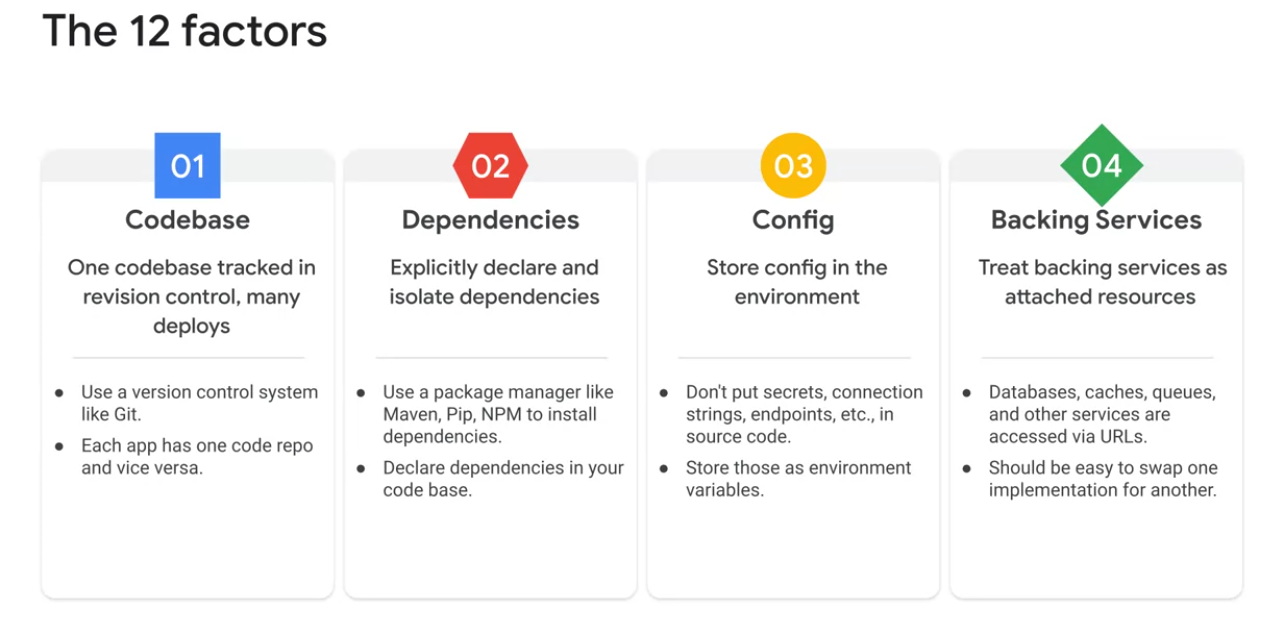 The 12 factors
01
Codebase
One codebase tracked in
revision control, many
deploys
● Use a version control system
like Git.
● Each app has one code repo
and vice versa.
02
Dependencies
Explicitly declare and
isolate dependencies
● Use a package manager like
Maven, Pip, NPM to install
dependencies.
● Declare dependencies in your
code base.
03
Config
Store config in the
environment
● Don't put secrets, connection
strings, endpoints, etc., in
source code.
● Store those as environment
variables.
04
Backing Services
Treat backing services as
attached resources
● Databases, caches, queues,
and other services are
accessed via URLs.
● Should be easy to swap one
implementation for another.